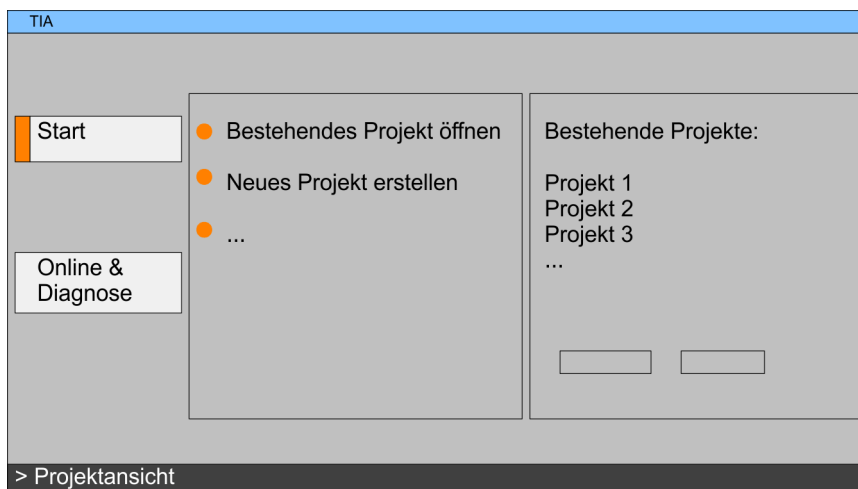 TIA
Start
Online &
Diagnose
Bestehendes Projekt öffnen
Neues Projekt erstellen
...
Bestehende Projekte:
Projekt 1
Projekt 2
Projekt 3
...
> Projektansicht